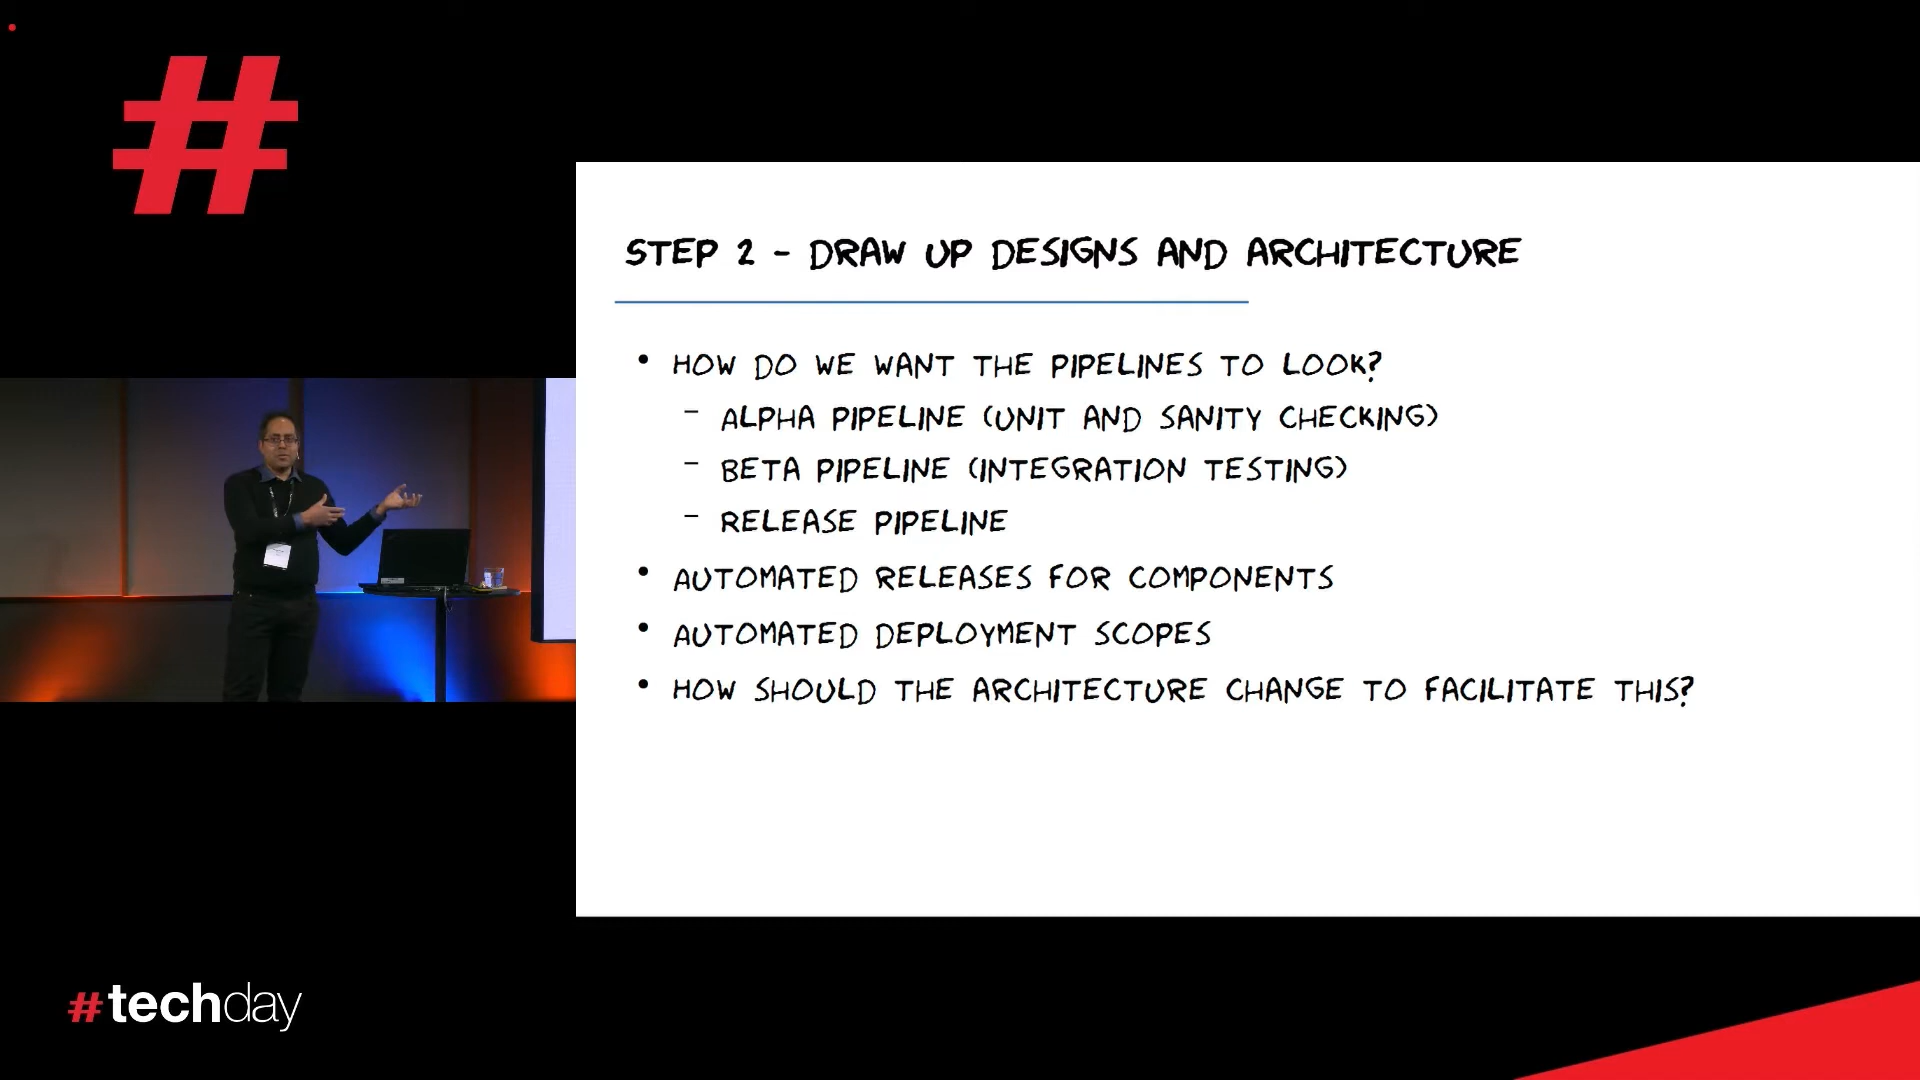 #
STEP 2 - DRAW UP DESIGNS AND ARCHITECTURE
• HOW DO WE WANT THE PIPELINES TO LOOK?
- ALPHA PIPELINE (UNIT AND SANITY CHECKING)
- BETA PIPELINE (INTEGRATION TESTING)
- RELEASE PIPELINE
• AUTOMATED RELEASES FOR COMPONENTS
• AUTOMATED DEPLOYMENT SCOPES
• HOW SHOULD THE ARCHITECTURE CHANGE TO FACILITATE THIS?
#techday